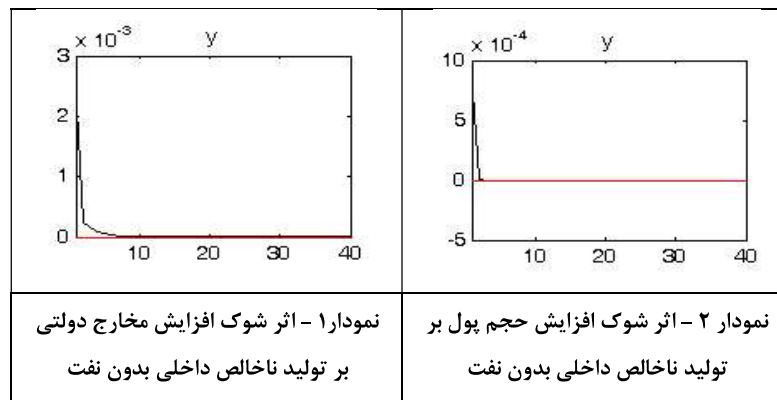 × 10⁻³ y
3
2
1
0
10 20 30 40
× 10⁻⁴ y
10
5
0
-5
10 20 30 40
نمودار۱ - اثر شوک افزایش مخارج دولتی
بر تولید ناخالص داخلی بدون نفت
نمودار ۲ - اثر شوک افزایش حجم پول بر
تولید ناخالص داخلی بدون نفت